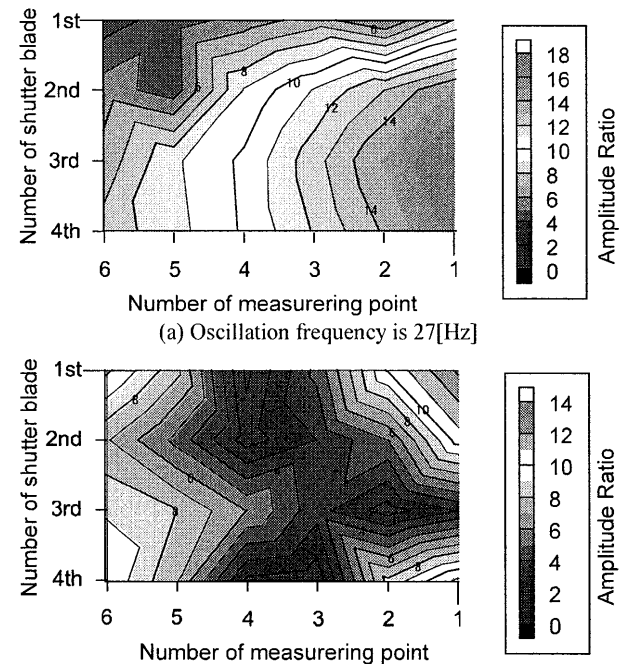 Number of shutter blade
1st
2nd
3rd
4th
6 5 4 3 2 1
Number of measurering point
6
8
10
12
14
14
18
16
14
12
10
8
6
4
2
0
Amplitude Ratio
(a) Oscillation frequency is 27[Hz]
Number of shutter blade
1st
2nd
3rd
4th
6 5 4 3 2 1
Number of measurering point
8
10
8
6
8
14
12
10
8
6
4
2
0
Amplitude Ratio